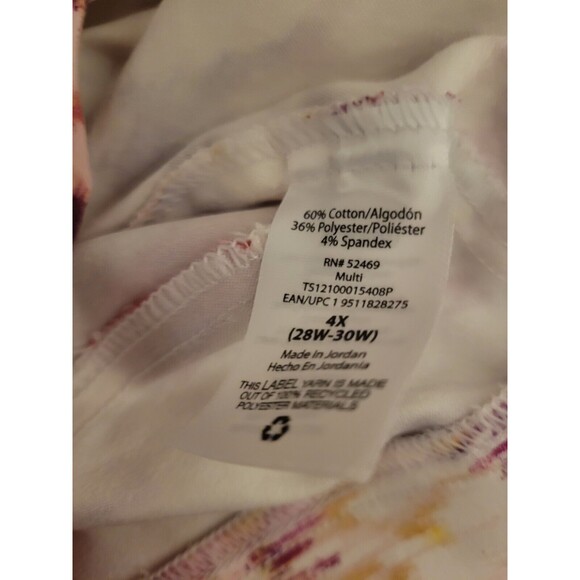 60% Cotton/Algodón
36% Polyester/Poliéster
4% Spandex
RN# 52469
Multi
TS12100015408P
EAN/UPC 1 9511828275
4X
(28W-30W)
Made In Jordan
Hecho En Jordania
THIS LABEL YARN IS MADE
OUT OF 100% RECYCLED
POLYESTER MATERIALS